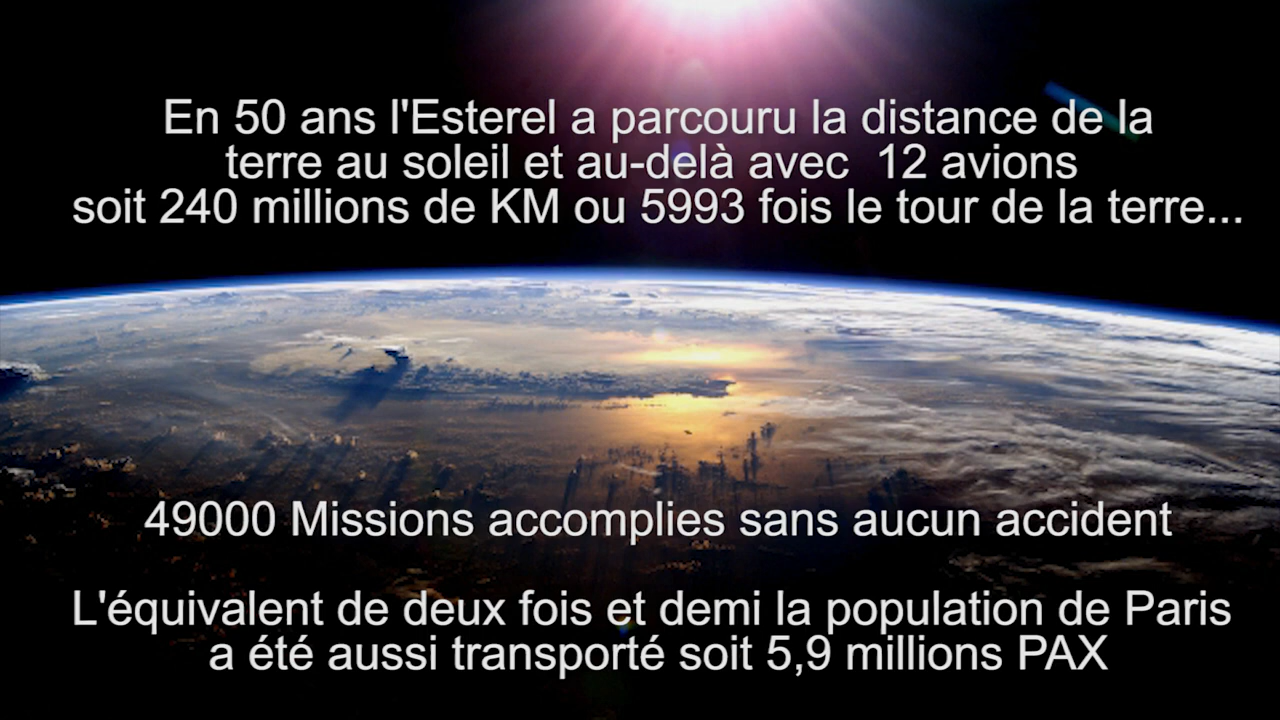 En 50 ans l'Esterel a parcouru la distance de la
terre au soleil et au-delà avec 12 avions
soit 240 millions de KM ou 5993 fois le tour de la terre...
49000 Missions accomplies sans aucun accident
L'équivalent de deux fois et demi la population de Paris
a été aussi transporté soit 5,9 millions PAX